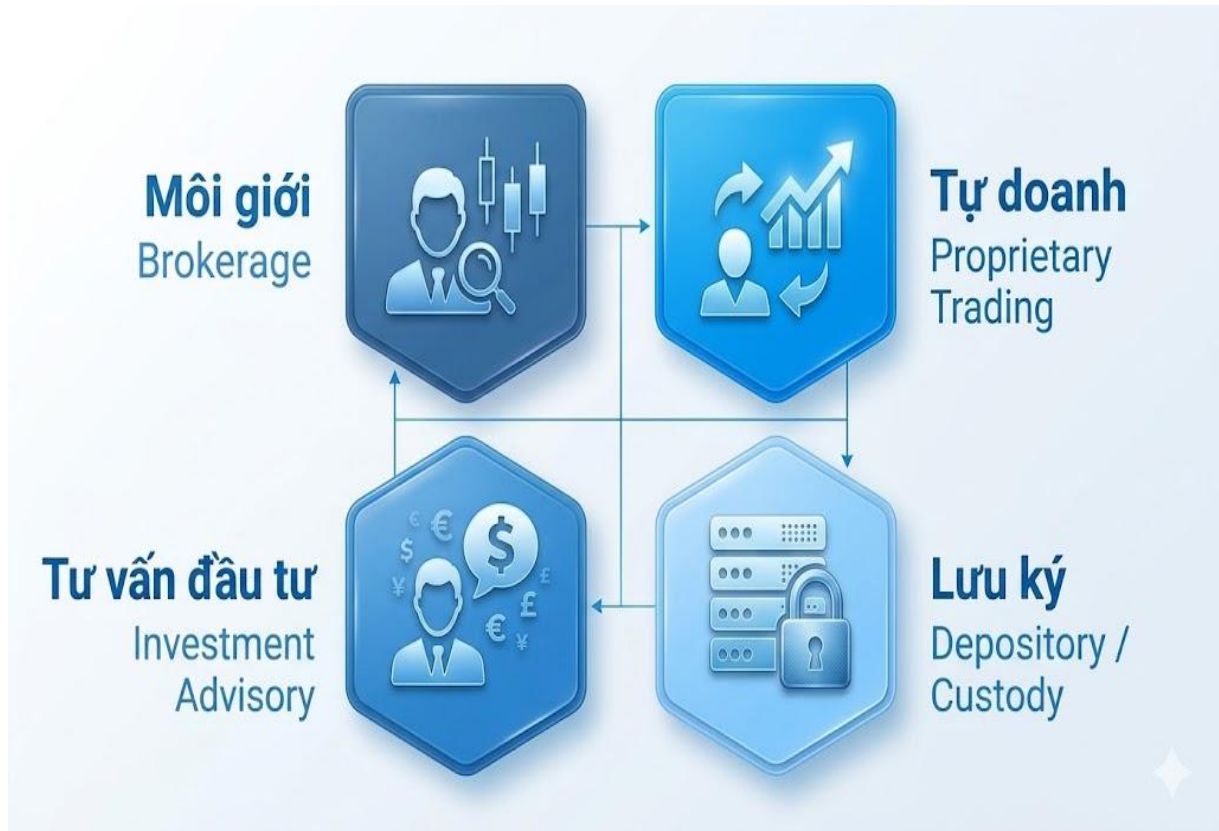 Môi giới
Brokerage
Tự doanh
Proprietary
Trading
Tư vấn đầu tư
Investment
Advisory
Lưu ký
Depository /
Custody